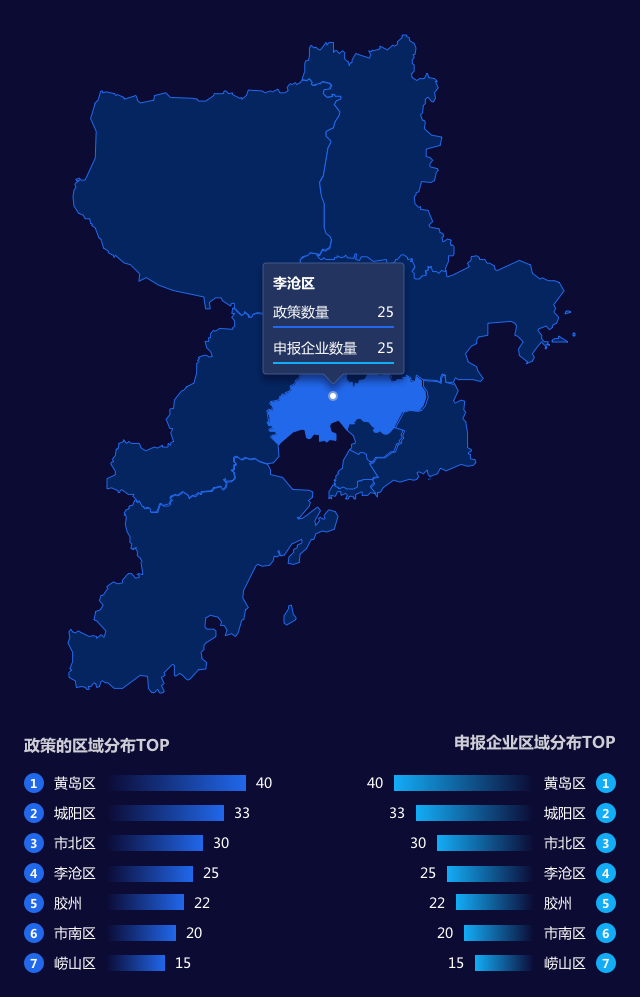 李沧区
政策数量 25
申报企业数量 25
政策的区域分布TOP
1 黄岛区 40
2 城阳区 33
3 市北区 30
4 李沧区 25
5 胶州 22
6 市南区 20
7 崂山区 15
申报企业区域分布TOP
40 黄岛区 1
33 城阳区 2
30 市北区 3
25 李沧区 4
22 胶州 5
20 市南区 6
15 崂山区 7